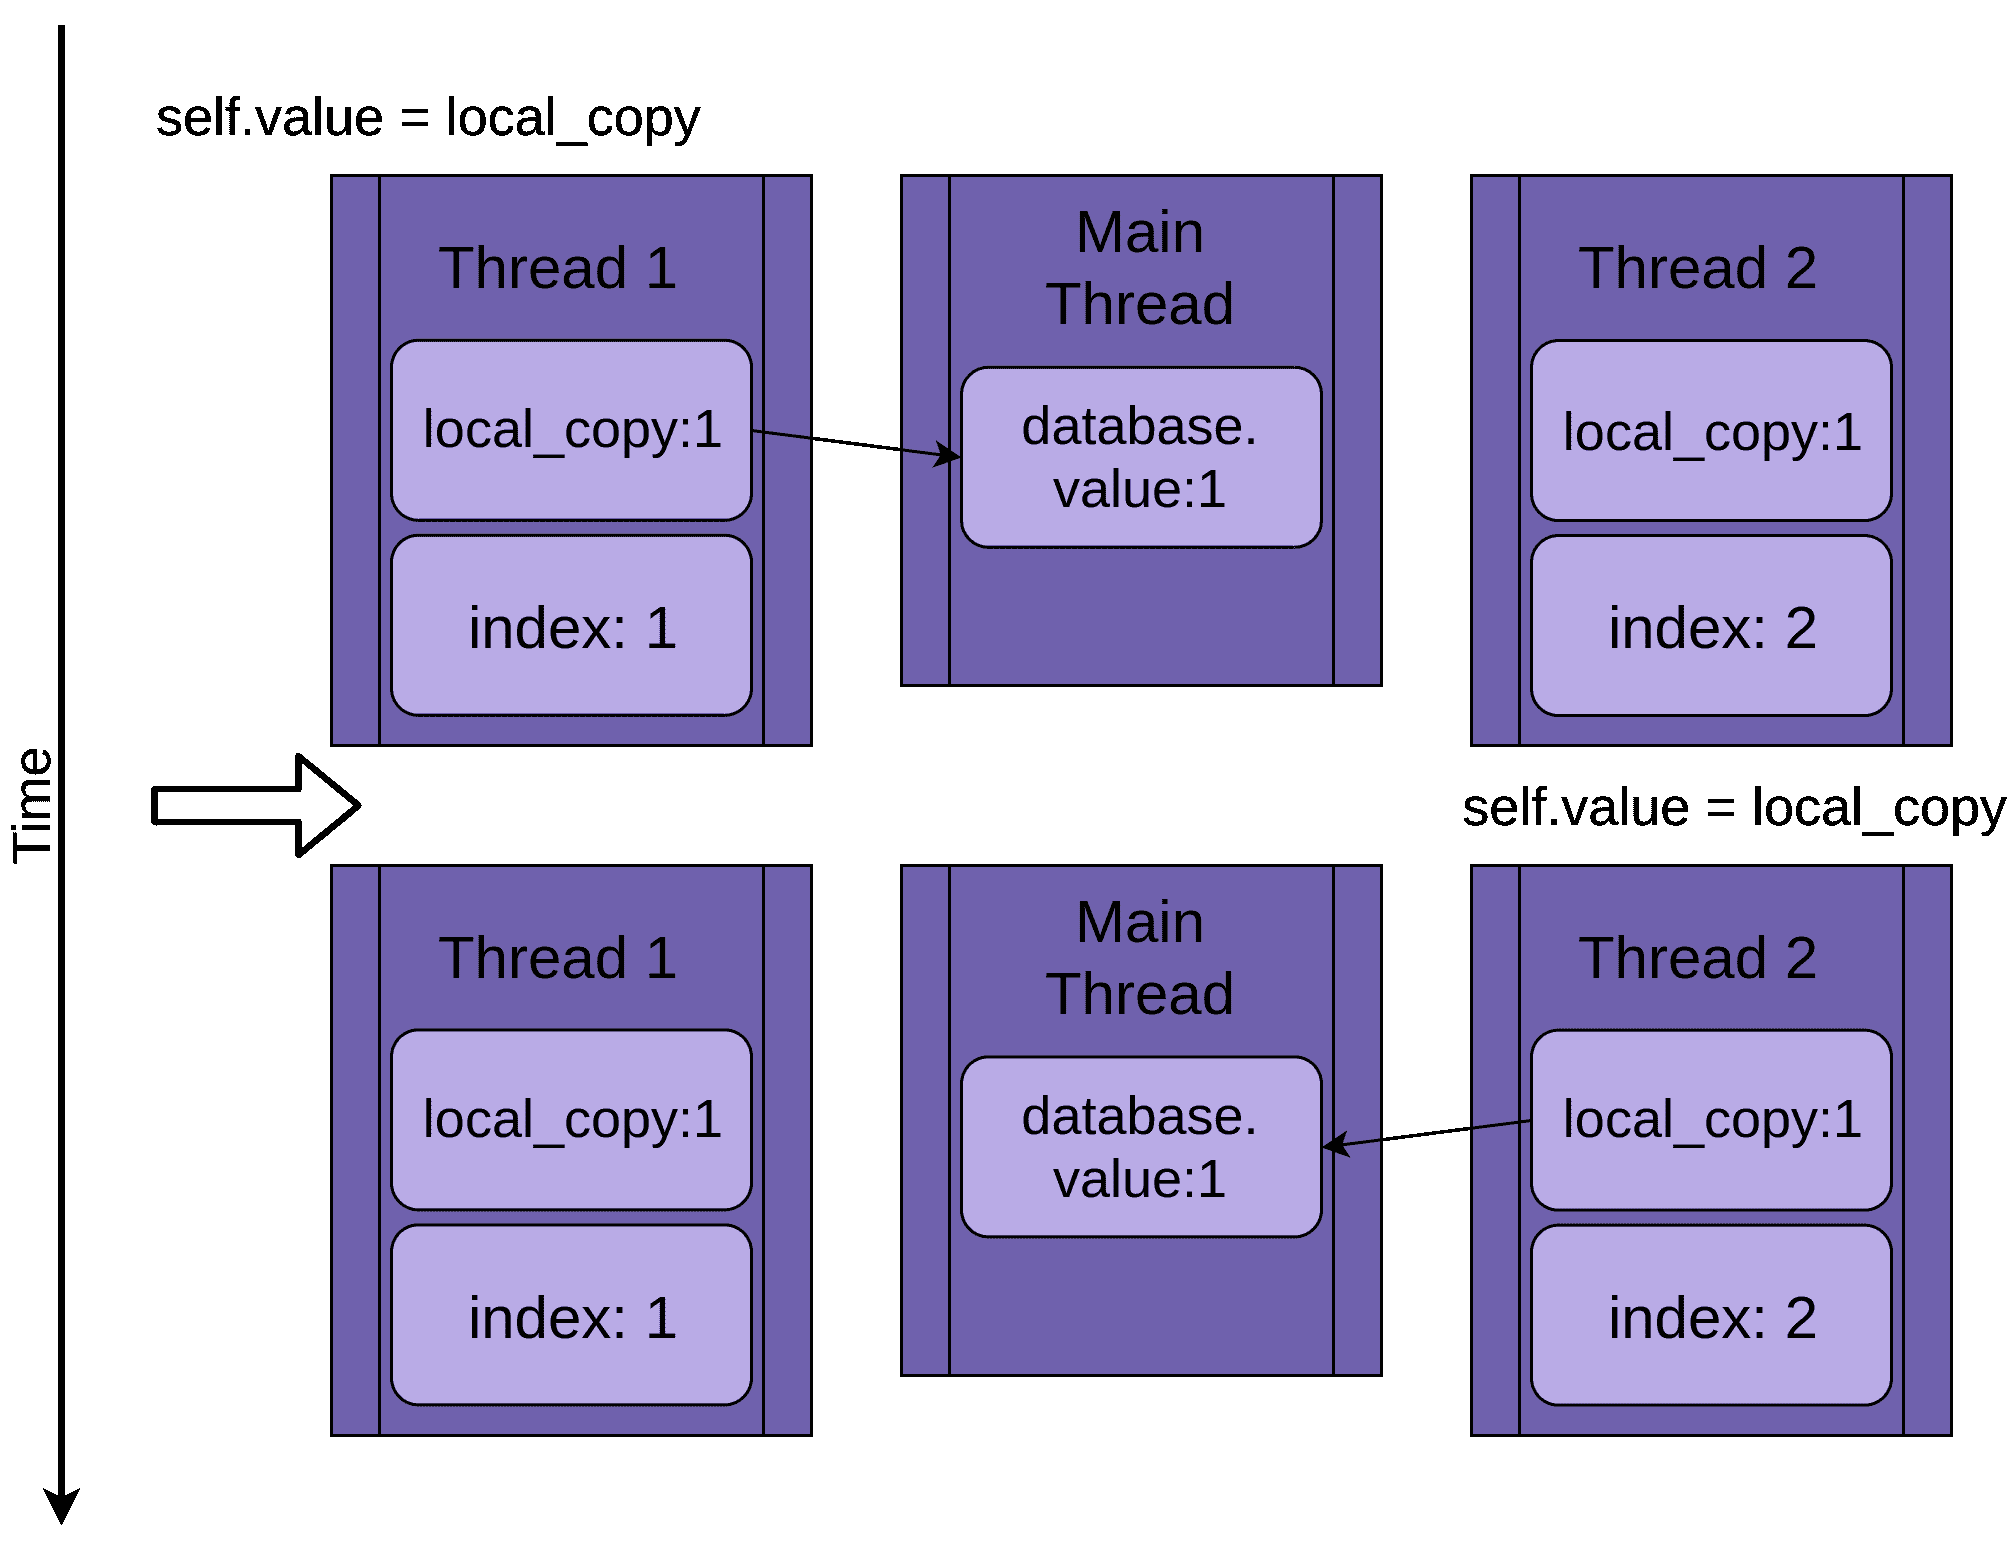 self.value = local_copy
Thread 1
Main
Thread
Thread 2
local_copy:1
database.
value:1
local_copy:1
index: 1
index: 2
Time
self.value = local_copy
Thread 1
Main
Thread
Thread 2
local_copy:1
database.
value:1
local_copy:1
index: 1
index: 2